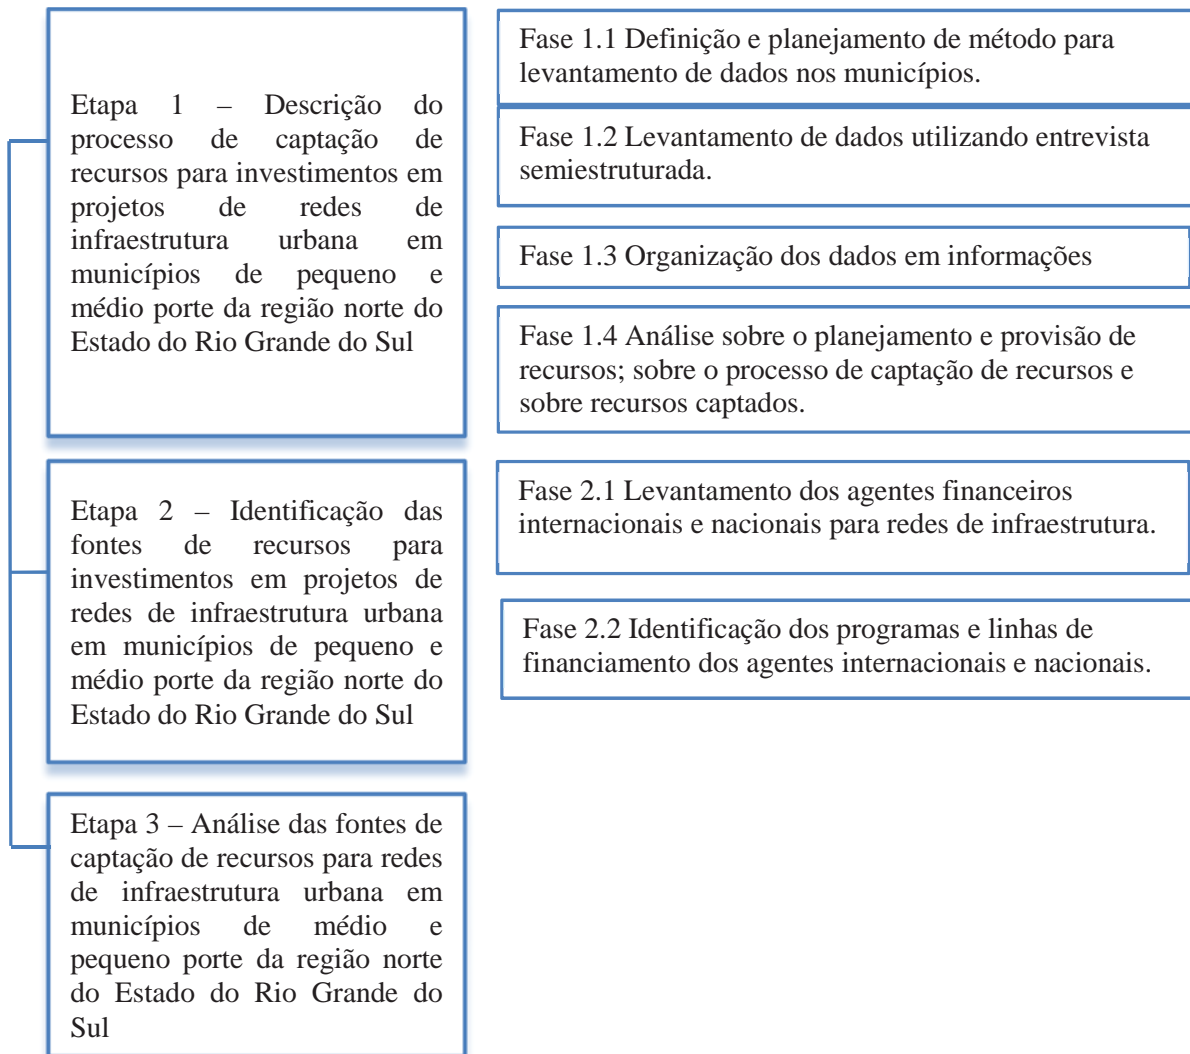 Etapa 1 – Descrição do
processo de captação de
recursos para investimentos em
projetos de redes de
infraestrutura urbana em
municípios de pequeno e
médio porte da região norte do
Estado do Rio Grande do Sul
Fase 1.1 Definição e planejamento de método para
levantamento de dados nos municípios.
Fase 1.2 Levantamento de dados utilizando entrevista
semiestruturada.
Fase 1.3 Organização dos dados em informações
Fase 1.4 Análise sobre o planejamento e provisão de
recursos; sobre o processo de captação de recursos e
sobre recursos captados.
Etapa 2 – Identificação das
fontes de recursos para
investimentos em projetos de
redes de infraestrutura urbana
em municípios de pequeno e
médio porte da região norte do
Estado do Rio Grande do Sul
Fase 2.1 Levantamento dos agentes financeiros
internacionais e nacionais para redes de infraestrutura.
Fase 2.2 Identificação dos programas e linhas de
financiamento dos agentes internacionais e nacionais.
Etapa 3 – Análise das fontes de
captação de recursos para redes
de infraestrutura urbana em
municípios de médio e
pequeno porte da região norte
do Estado do Rio Grande do
Sul